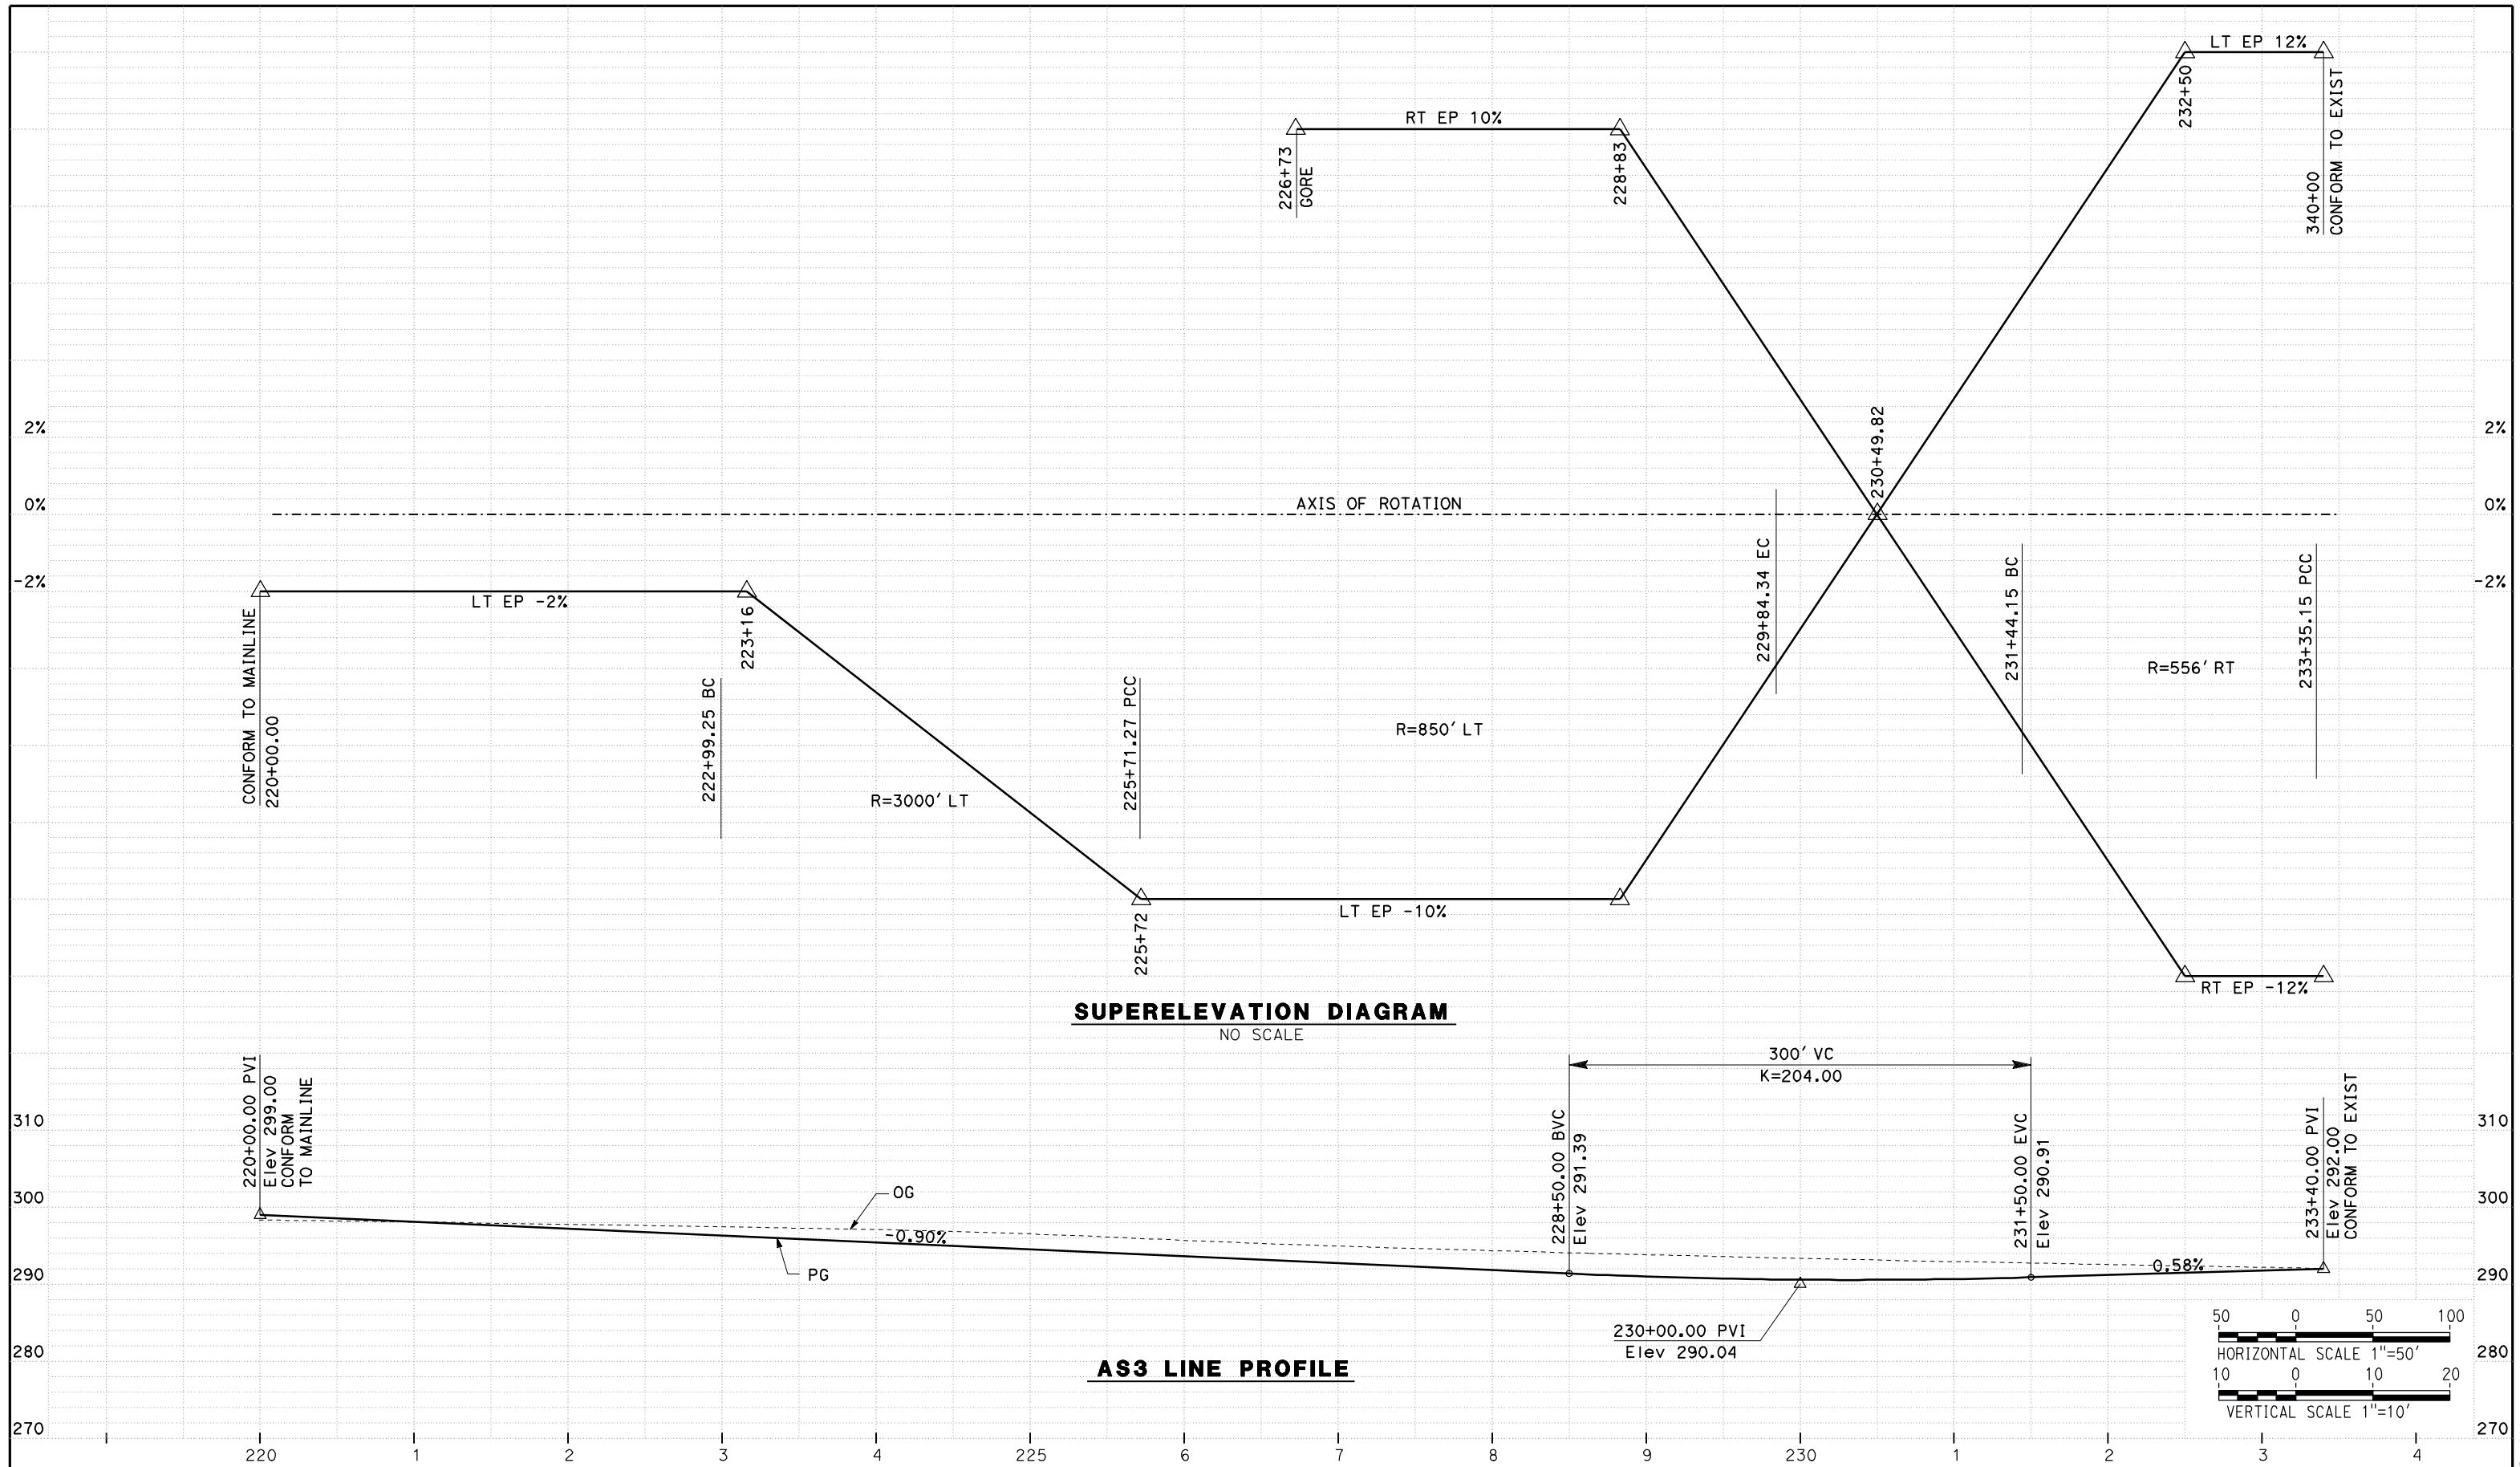 LT EP 12%
232+50
340+00
CONFORM TO EXIST
RT EP 10%
226+73
GORE
228+83
2%
2%
230+49.82
0%
AXIS OF ROTATION
0%
-2%
-2%
LT EP -2%
CONFORM TO MAINLINE
220+00.00
223+16
222+99.25 BC
R=3000' LT
225+71.27 PCC
R=850' LT
229+84.34 EC
231+44.15 BC
R=556' RT
233+35.15 PCC
LT EP -10%
225+72
RT EP -12%
SUPERELEVATION DIAGRAM
NO SCALE
300' VC
K=204.00
220+00.00 PVI
Elev 299.00
CONFORM
TO MAINLINE
228+50.00 BVC
Elev 291.39
231+50.00 EVC
Elev 290.91
233+40.00 PVI
Elev 292.00
CONFORM TO EXIST
310
310
300
300
OG
-0.90%
PG
0.58%
290
290
230+00.00 PVI
Elev 290.04
280
280
AS3 LINE PROFILE
50 0 50 100
HORIZONTAL SCALE 1"=50'
10 0 10 20
VERTICAL SCALE 1"=10'
270
270
220 1 2 3 4 225 6 7 8 9 230 1 2 3 4